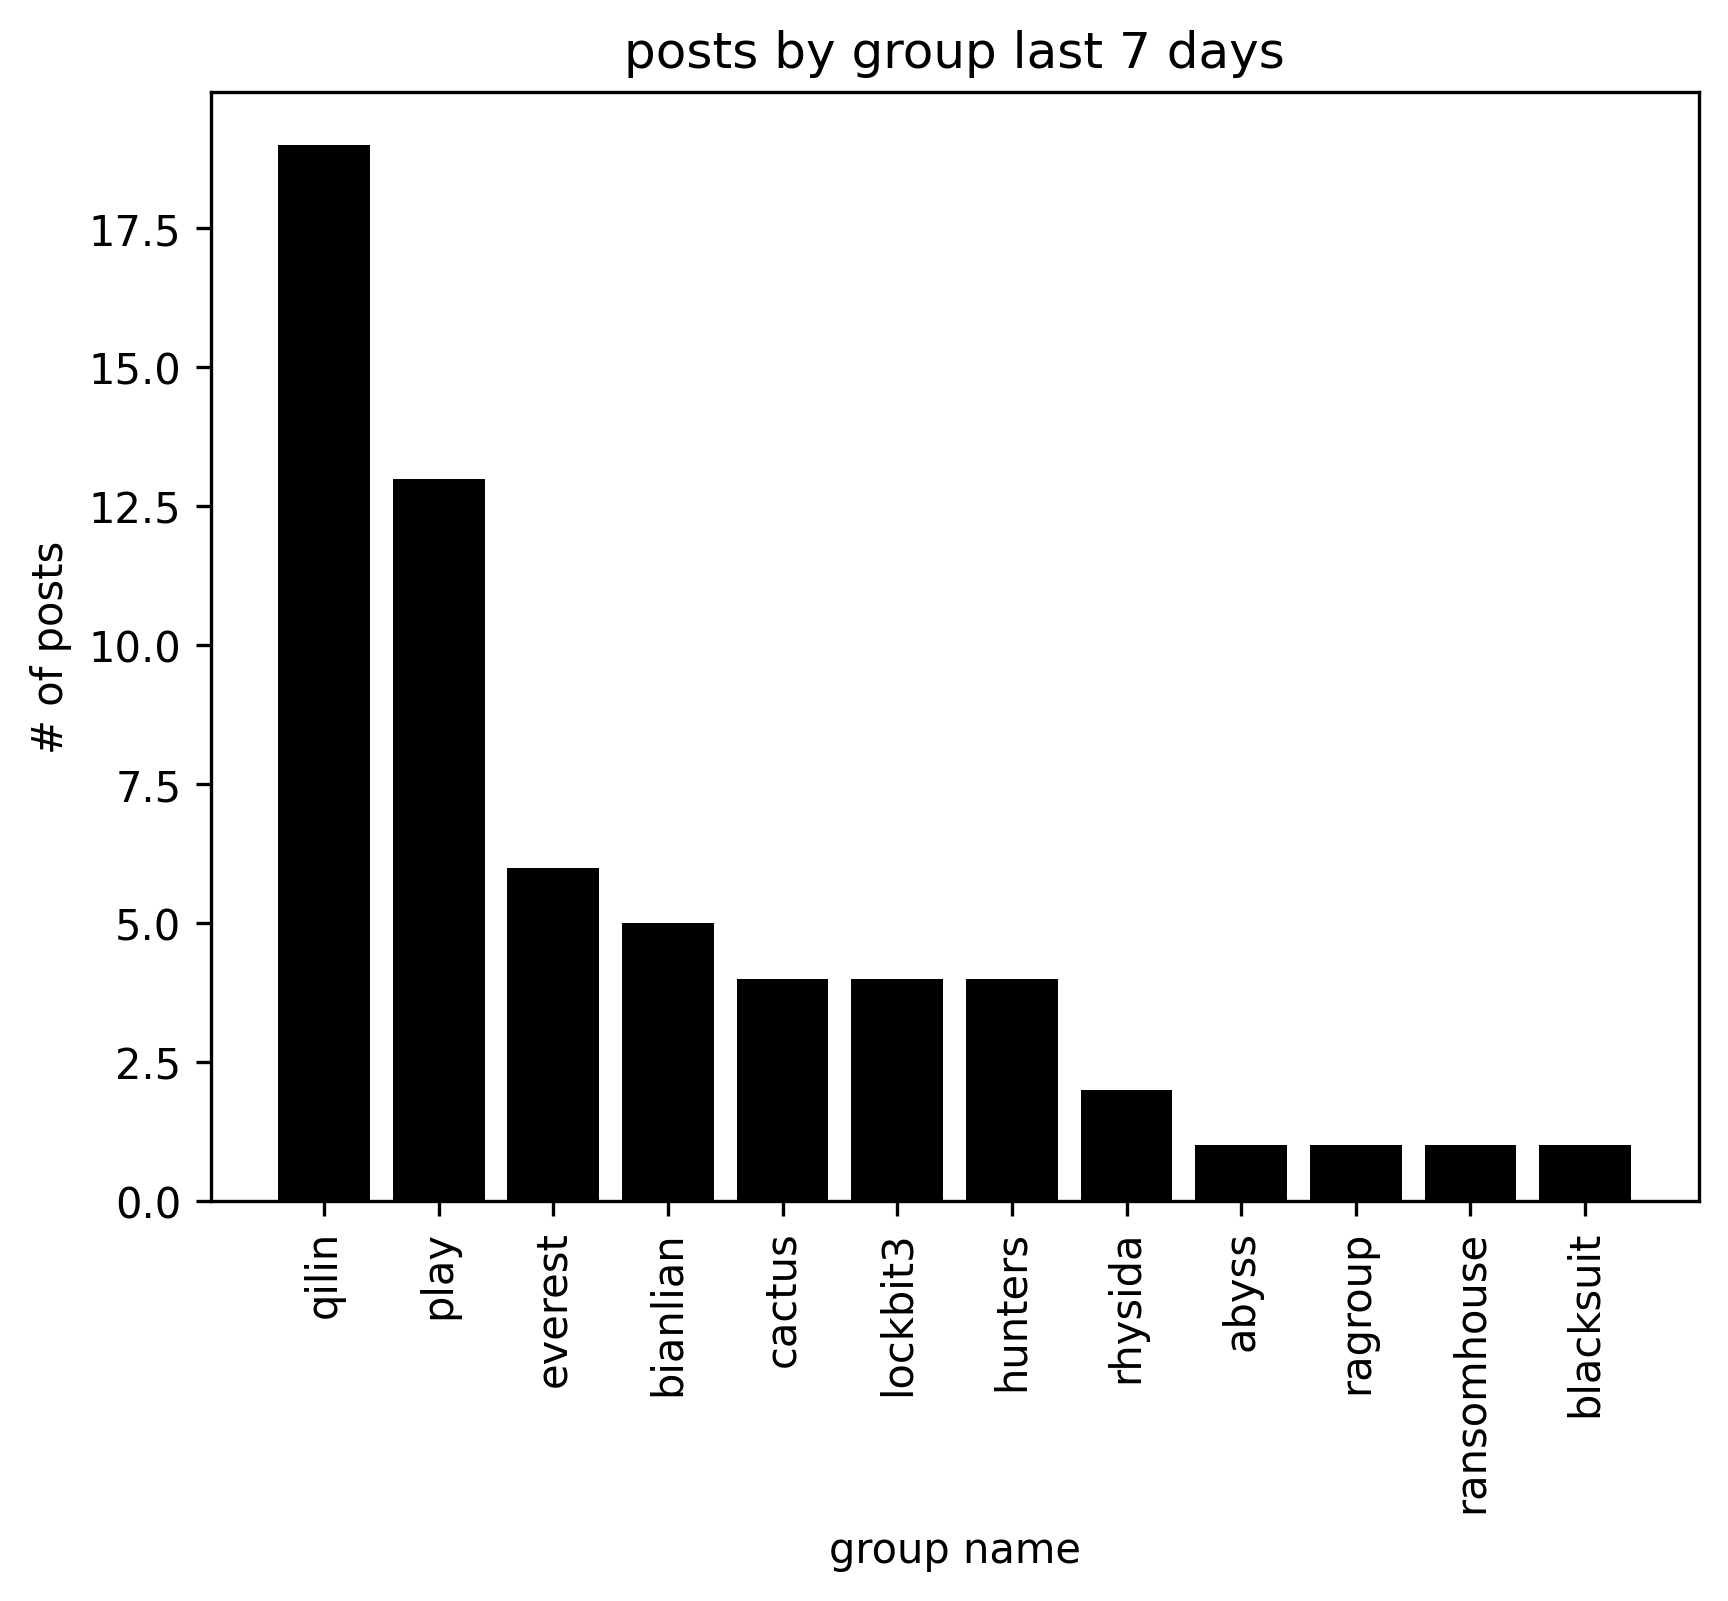 posts by group last 7 days
# of posts
17.5
15.0
12.5
10.0
7.5
5.0
2.5
0.0
qilin
play
everest
bianlian
cactus
lockbit3
hunters
rhysida
abyss
ragroup
ransomhouse
blacksuit
group name